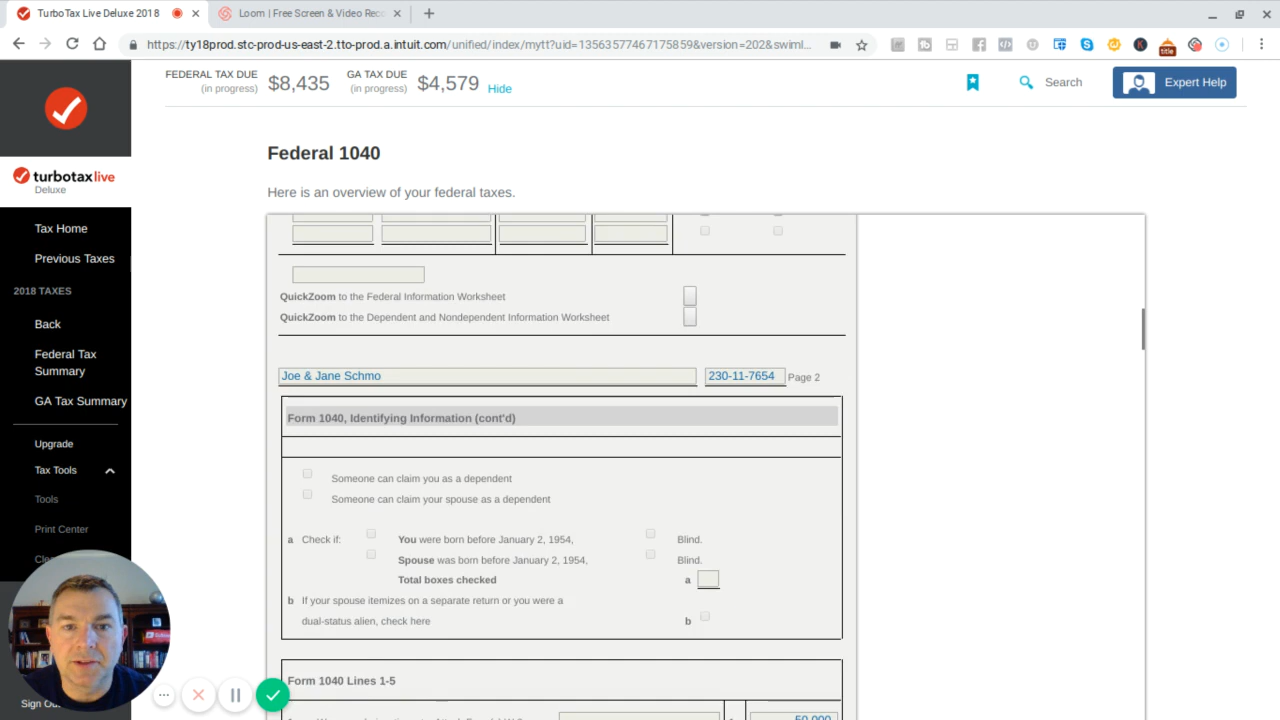 TurboTax Live Deluxe 2018
Loom | Free Screen & Video Reco
https://ty18prod.stc-prod-us-east-2.tto-prod.a.intuit.com/unified/index/mytt?uid=13563577467175859&version=202&swiml...
FEDERAL TAX DUE
(in progress)
$8,435
GA TAX DUE
(in progress)
$4,579
Hide
Search
Expert Help
turbotaxlive
Deluxe
Tax Home
Previous Taxes
2018 TAXES
Back
Federal Tax
Summary
GA Tax Summary
Upgrade
Tax Tools
Tools
Print Center
Federal 1040
Here is an overview of your federal taxes.
QuickZoom to the Federal Information Worksheet
QuickZoom to the Dependent and Nondependent Information Worksheet
Joe & Jane Schmo
230-11-7654
Page 2
Form 1040, Identifying Information (cont'd)
Someone can claim you as a dependent
Someone can claim your spouse as a dependent
a Check if: You were born before January 2, 1954, Blind.
Spouse was born before January 2, 1954, Blind.
Total boxes checked a
b If your spouse itemizes on a separate return or you were a
dual-status alien, check here b
Form 1040 Lines 1-5
50,000